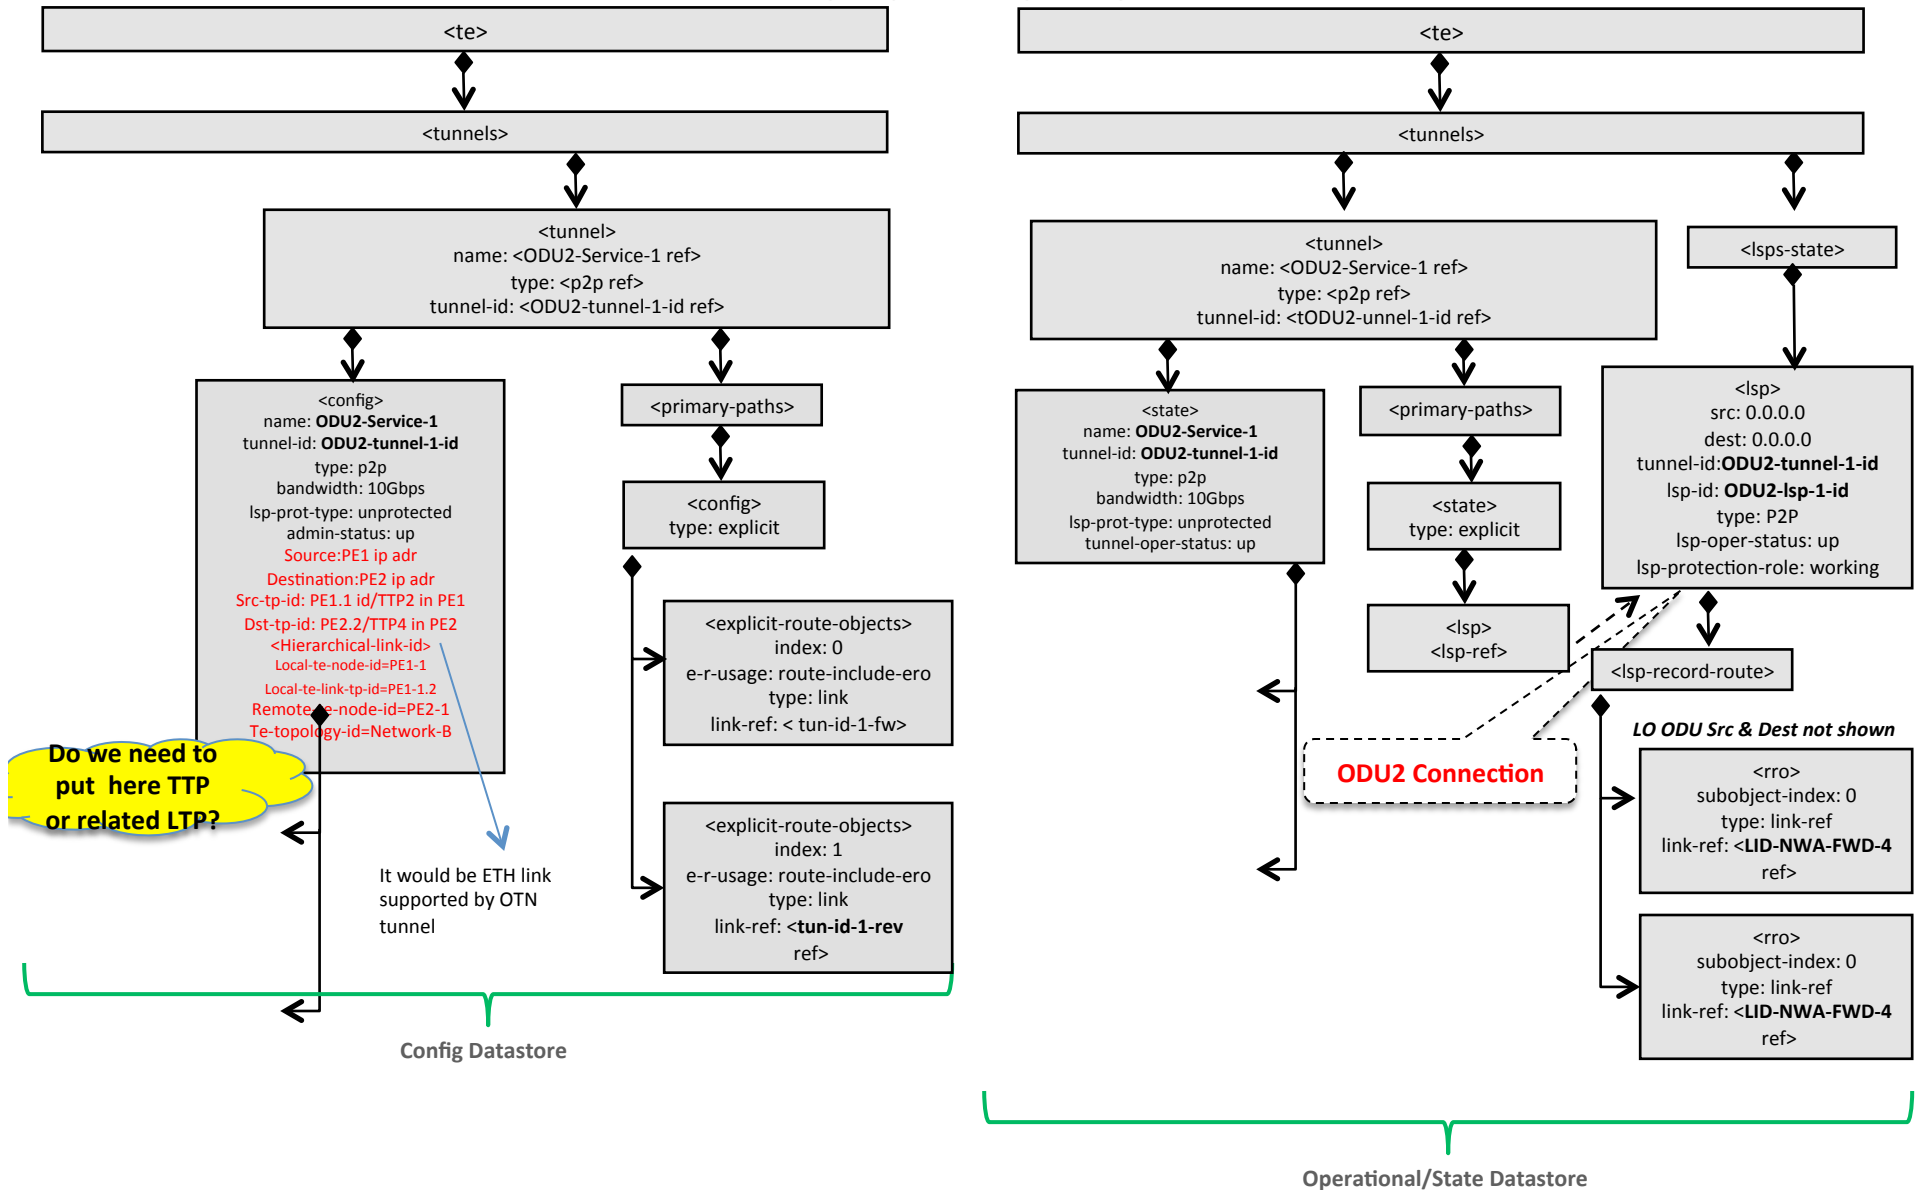 <te>
<tunnels>
<tunnel>
name: <ODU2-Service-1 ref>
type: <p2p ref>
tunnel-id: <ODU2-tunnel-1-id ref>
<config>
name: ODU2-Service-1
tunnel-id: ODU2-tunnel-1-id
type: p2p
bandwidth: 10Gbps
lsp-prot-type: unprotected
admin-status: up
Source:PE1 ip adr
Destination:PE2 ip adr
Src-tp-id: PE1.1 id/TTP2 in PE1
Dst-tp-id: PE2.2/TTP4 in PE2
<Hierarchical-link-id>
Local-te-node-id=PE1-1
Local-te-link-tp-id=PE1-1.2
Remote-te-node-id=PE2-1
Te-topology-id=Network-B
Do we need to
put here TTP
or related LTP?
It would be ETH link
supported by OTN
tunnel
<primary-paths>
<config>
type: explicit
<explicit-route-objects>
index: 0
e-r-usage: route-include-ero
type: link
link-ref: < tun-id-1-fw>
<explicit-route-objects>
index: 1
e-r-usage: route-include-ero
type: link
link-ref: <tun-id-1-rev
ref>
Config Datastore
<te>
<tunnels>
<tunnel>
name: <ODU2-Service-1 ref>
type: <p2p ref>
tunnel-id: <tODU2-unnel-1-id ref>
<state>
name: ODU2-Service-1
tunnel-id: ODU2-tunnel-1-id
type: p2p
bandwidth: 10Gbps
lsp-prot-type: unprotected
tunnel-oper-status: up
<primary-paths>
<state>
type: explicit
<lsp>
<lsp-ref>
<lsps-state>
<lsp>
src: 0.0.0.0
dest: 0.0.0.0
tunnel-id:ODU2-tunnel-1-id
lsp-id: ODU2-lsp-1-id
type: P2P
lsp-oper-status: up
lsp-protection-role: working
<lsp-record-route>
ODU2 Connection
LO ODU Src & Dest not shown
<rro>
subobject-index: 0
type: link-ref
link-ref: <LID-NWA-FWD-4
ref>
<rro>
subobject-index: 0
type: link-ref
link-ref: <LID-NWA-FWD-4
ref>
Operational/State Datastore